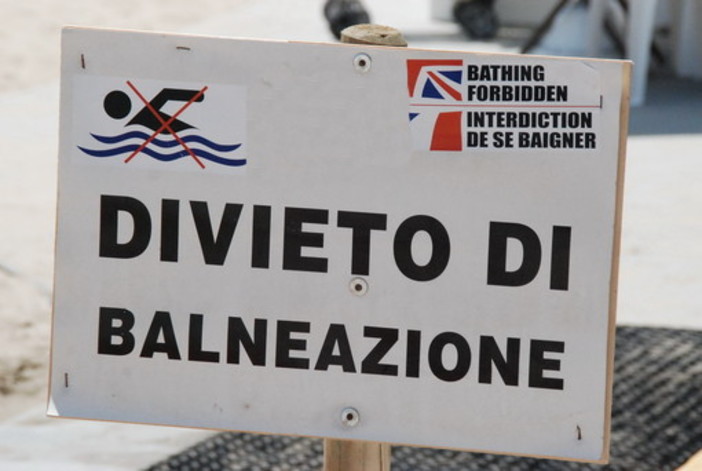 BATHING
FORBIDDEN
INTERDICTION
DE SE BAIGNER
DIVIETO DI
BALNEAZIONE